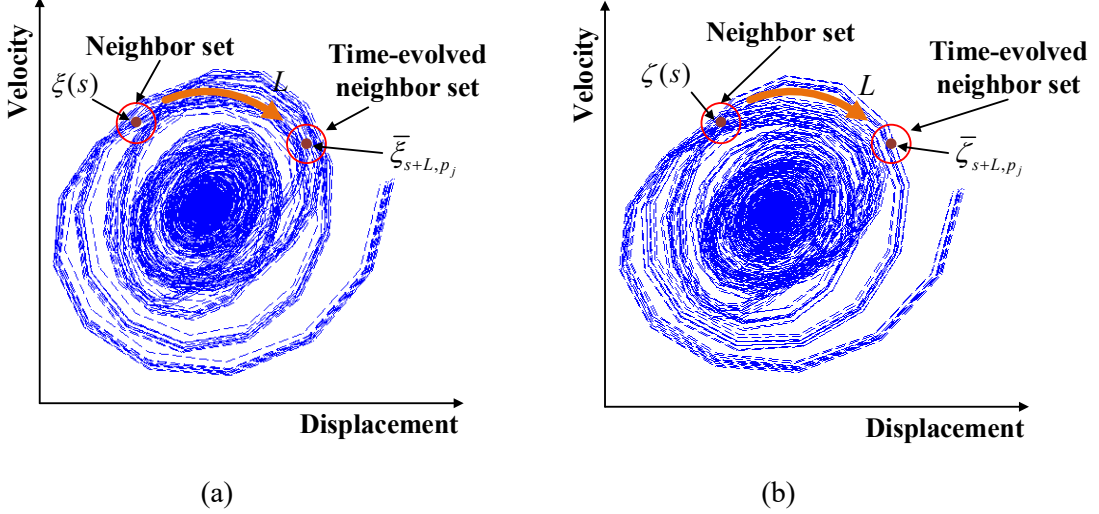 Velocity
Neighbor set
ξ(s)
L
Time-evolved
neighbor set
ξ̅ₛ₊L,pⱼ
Displacement
(a)
Velocity
Neighbor set
ζ(s)
L
Time-evolved
neighbor set
ζ̅ₛ₊L,pⱼ
Displacement
(b)